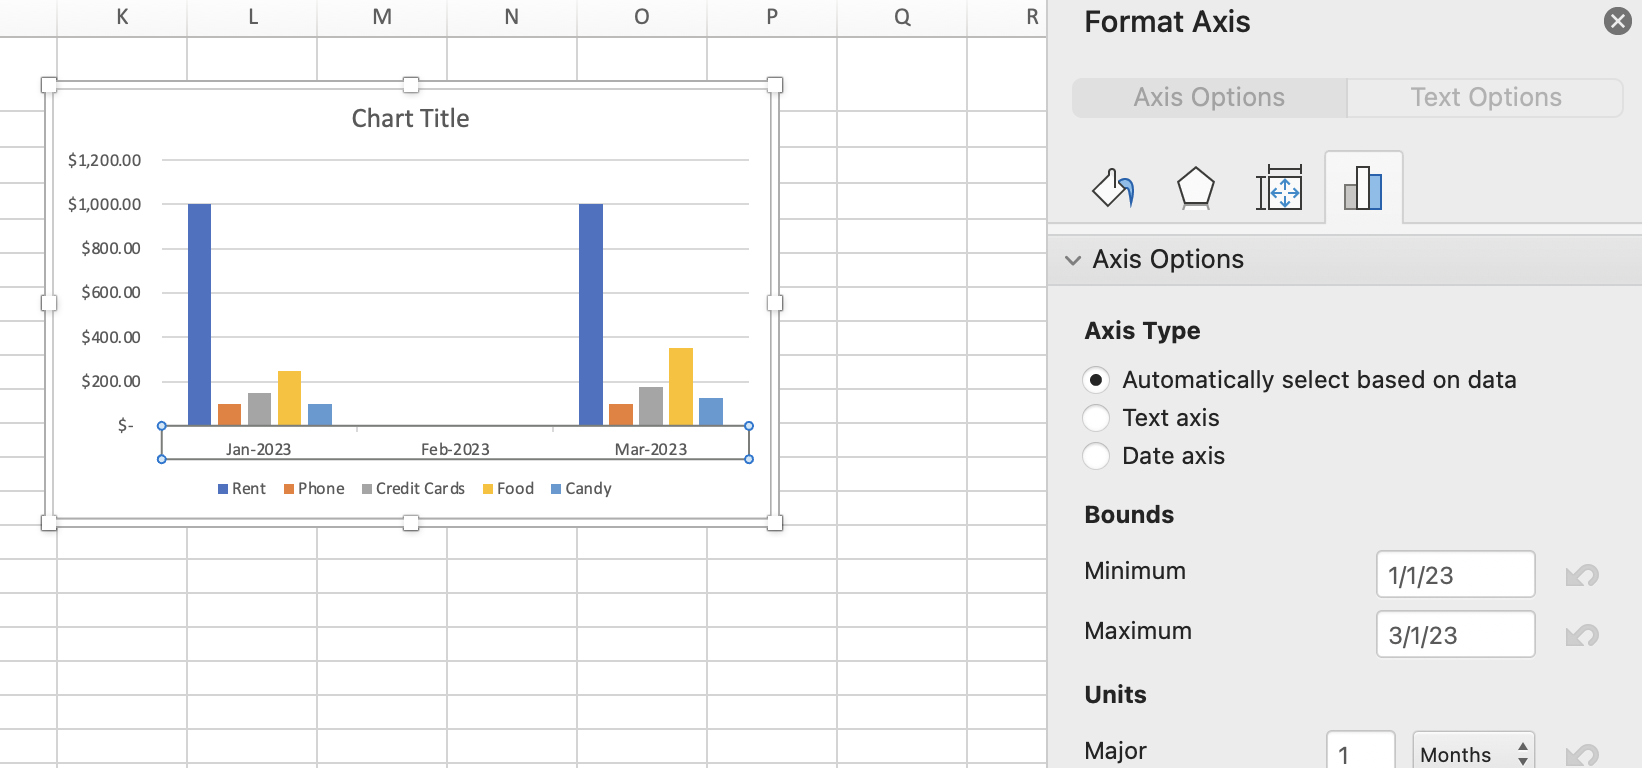 K L M N O P Q R
Format Axis
Axis Options Text Options
Chart Title
$1,200.00
$1,000.00
$800.00
$600.00
$400.00
$200.00
$-
Jan-2023 Feb-2023 Mar-2023
Rent Phone Credit Cards Food Candy
Axis Options
Axis Type
Automatically select based on data
Text axis
Date axis
Bounds
Minimum 1/1/23
Maximum 3/1/23
Units
Major 1 Months